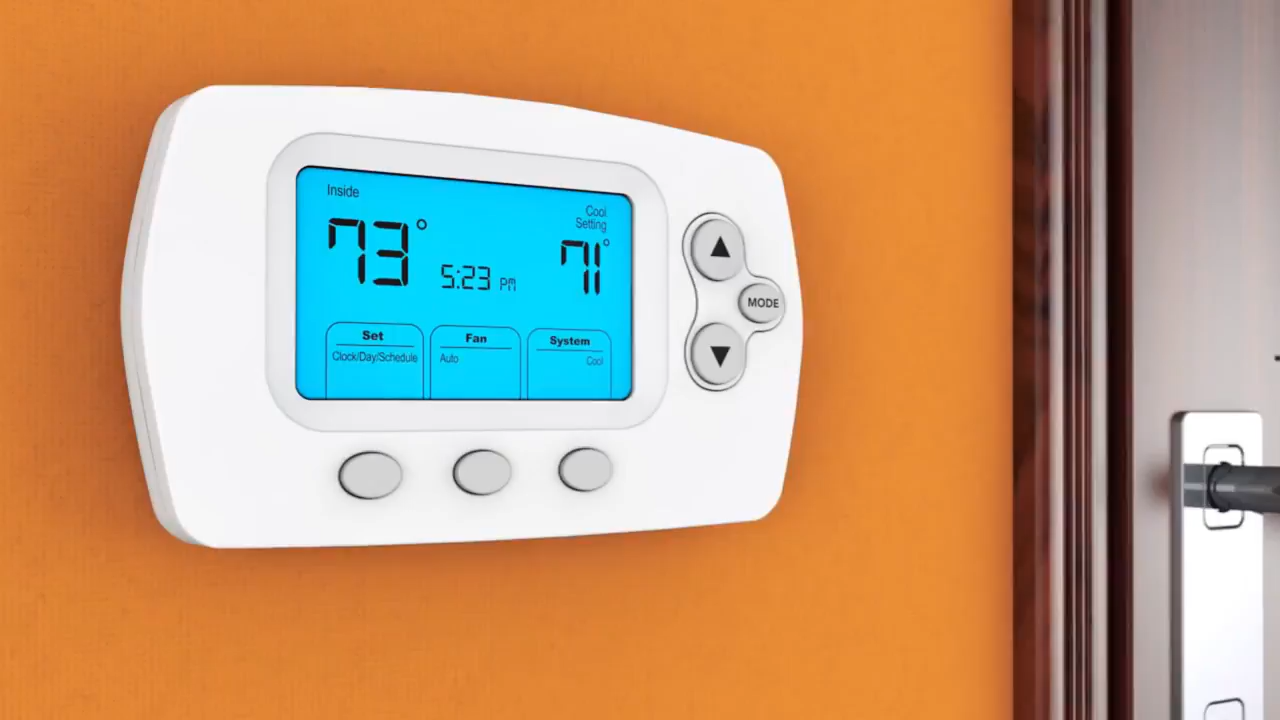 Inside
73°
5:23 PM
Cool
Setting
71°
Set
Clock/Day/Schedule
Fan
Auto
System
Cool
▲
MODE
▼